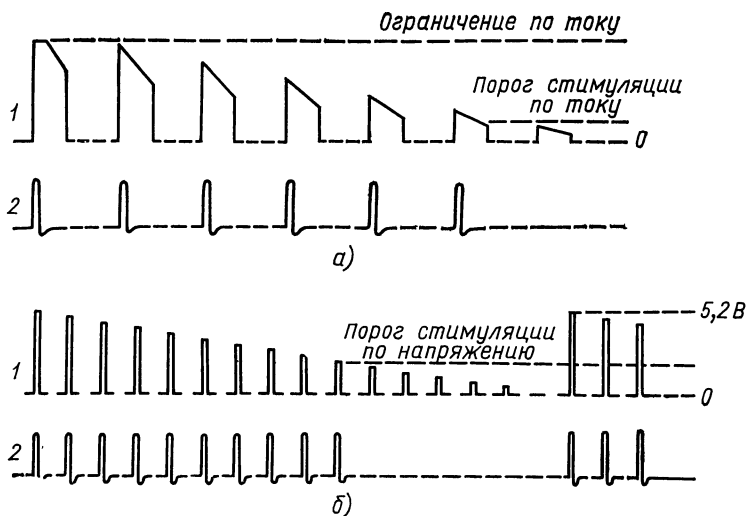 Ограничение по току
Порог стимуляции
по току
1
0
2
а)
5,2 В
Порог стимуляции
по напряжению
1
0
2
б)